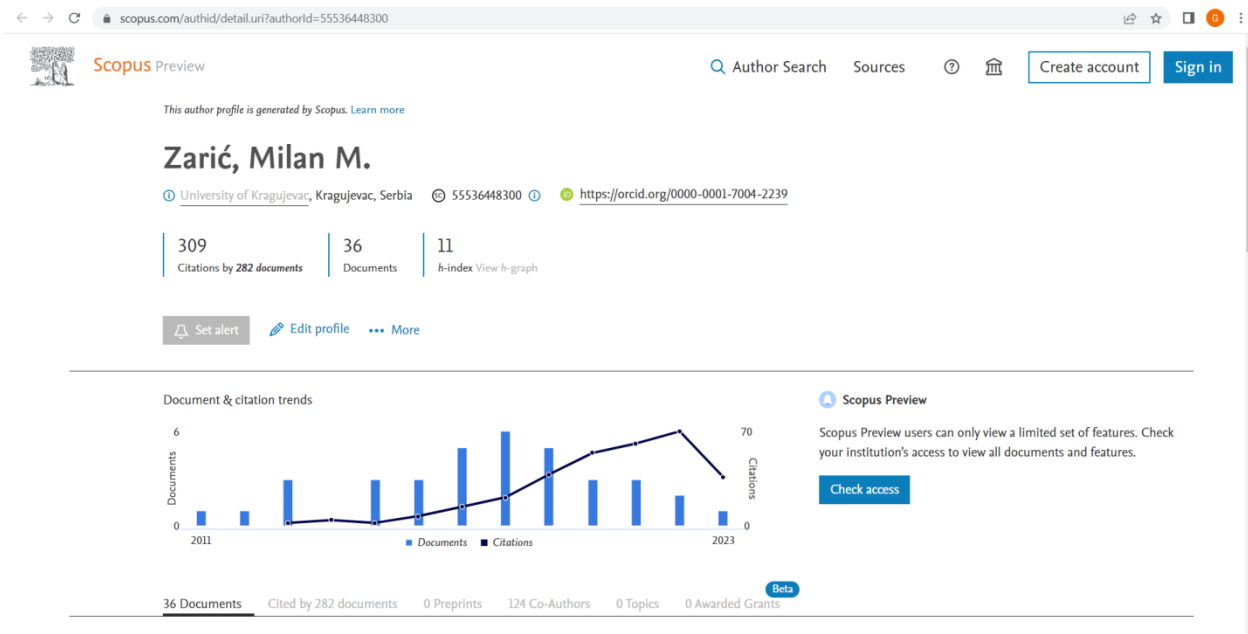 scopus.com/authid/detail.uri?authorId=55536448300 G
Scopus Preview Author Search Sources ? Create account Sign in
This author profile is generated by Scopus. Learn more
Zarić, Milan M.
University of Kragujevac, Kragujevac, Serbia SC 55536448300 iD https://orcid.org/0000-0001-7004-2239
309 36 11
Citations by 282 documents Documents h-index View h-graph
Set alert Edit profile More
Document & citation trends
Scopus Preview
6 70
Scopus Preview users can only view a limited set of features. Check
your institution's access to view all documents and features.
Documents Citations
Check access
0 0
2011 2023
Documents Citations
Beta
36 Documents Cited by 282 documents 0 Preprints 124 Co-Authors 0 Topics 0 Awarded Grants